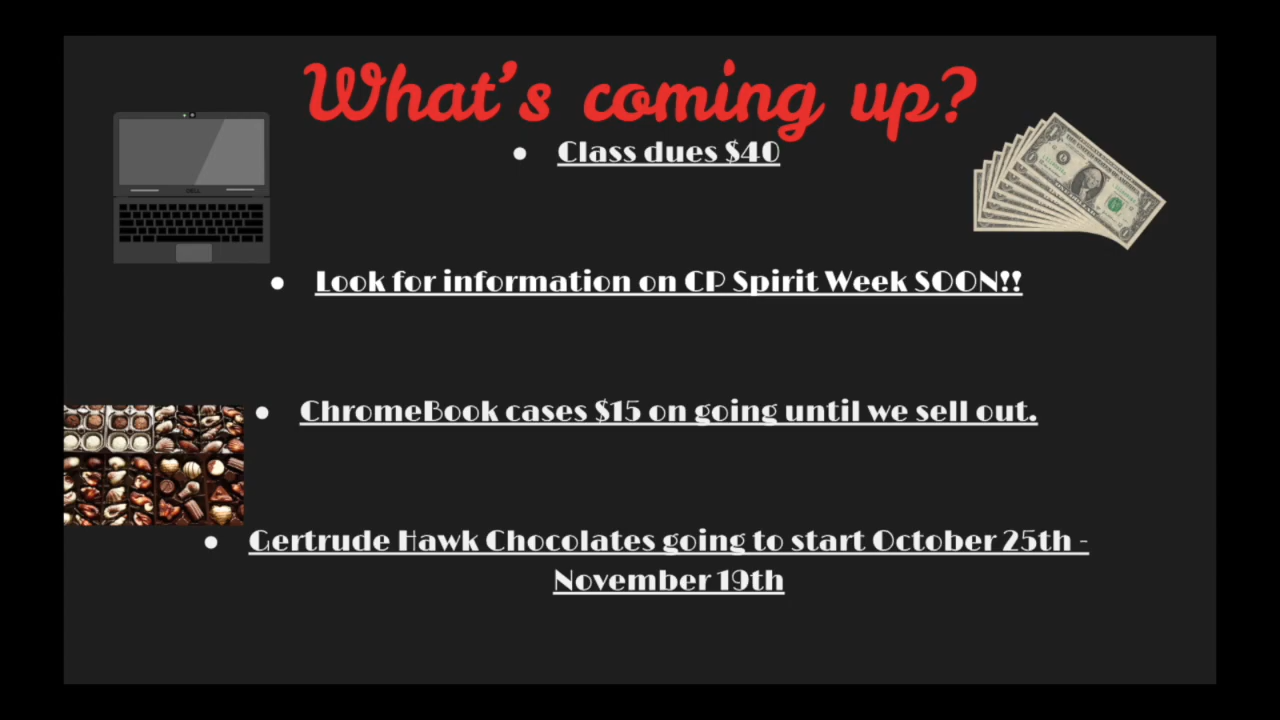 What's coming up?
● Class dues $40
● Look for information on CP Spirit Week SOON!!
● ChromeBook cases $15 on going until we sell out.
● Gertrude Hawk Chocolates going to start October 25th -
November 19th